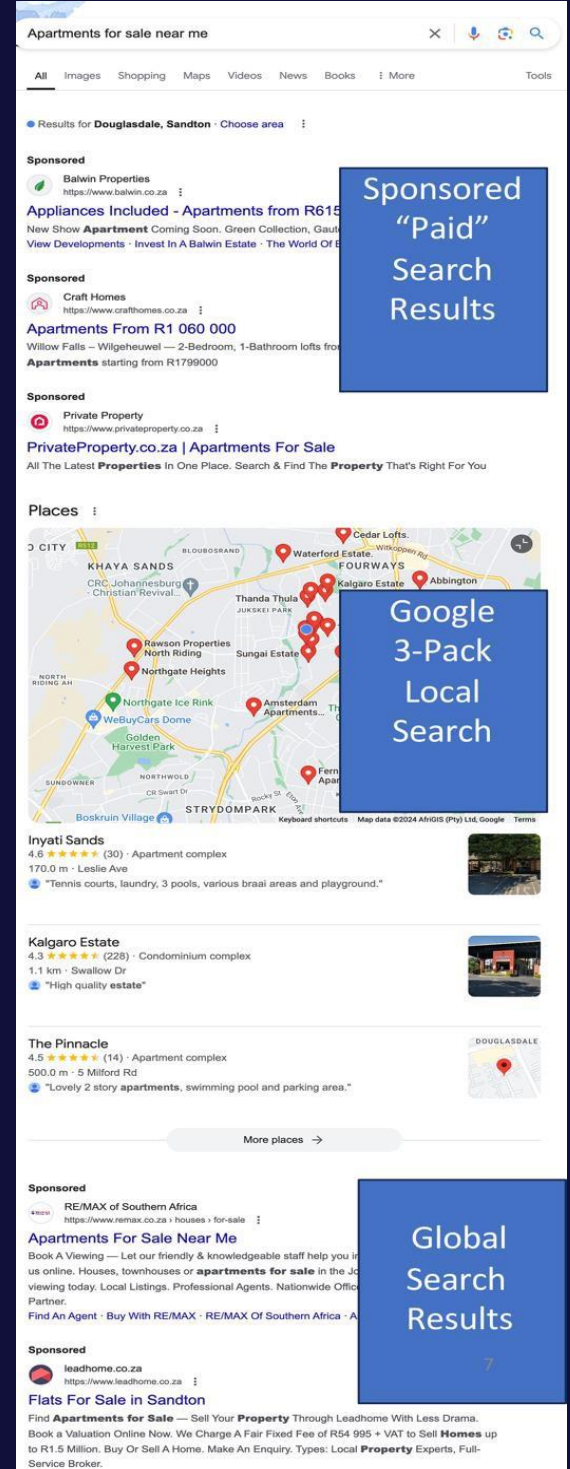 Apartments for sale near me
All Images Shopping Maps Videos News Books More Tools
Results for Douglasdale, Sandton · Choose area
Sponsored
Balwin Properties
https://www.balwin.co.za
Appliances Included - Apartments from R615
New Show Apartment Coming Soon. Green Collection,
View Developments · Invest In A Balwin Estate · The World Of
Sponsored
“Paid”
Search
Results
Sponsored
Craft Homes
https://www.crafthomes.co.za
Apartments From R1 060 000
Willow Falls – Wilgeheuwel — 2-Bedroom, 1-Bathroom lofts
Apartments starting from R1799000
Sponsored
Private Property
https://www.privateproperty.co.za
PrivateProperty.co.za | Apartments For Sale
All The Latest Properties In One Place. Search & Find The Property That's Right For You
Places
CITY
R512
BLOUBOSRAND
Cedar Lofts.
Waterford Estate.
Witkoppen Rd
KHAYA SANDS
FOURWAYS
CRC Johannesburg
- Christian Revival...
Kalgaro Estate
Abbington
Thanda Thula
JUKSKEI PARK
Google
3-Pack
Local
Search
Rawson Properties
North Riding
Sungai Estate
Northgate Heights
NORTH
RIDING AH
Northgate Ice Rink
Amsterdam
Apartments...
WeBuyCars Dome
Golden
Harvest Park
NORTHWOLD
SUNDOWNER
CR Swart Dr
Rocky St
STRYDOMPARK
Boskruin Village
Keyboard shortcuts Map data ©2024 AfriGIS (Pty) Ltd, Google Terms
Inyati Sands
4.6 (30) · Apartment complex
170.0 m · Leslie Ave
"Tennis courts, laundry, 3 pools, various braai areas and playground."
Kalgaro Estate
4.3 (228) · Condominium complex
1.1 km · Swallow Dr
"High quality estate"
The Pinnacle
4.5 (14) · Apartment complex
500.0 m · 5 Milford Rd
"Lovely 2 story apartments, swimming pool and parking area."
DOUGLASDALE
More places →
Sponsored
RE/MAX of Southern Africa
https://www.remax.co.za › houses › for-sale
Apartments For Sale Near Me
Book A Viewing — Let our friendly & knowledgeable staff help you
us online. Houses, townhouses or apartments for sale in the
viewing today. Local Listings. Professional Agents. Nationwide
Partner.
Find An Agent · Buy With RE/MAX · RE/MAX Of Southern Africa ·
Global
Search
Results
7
Sponsored
leadhome.co.za
https://www.leadhome.co.za
Flats For Sale in Sandton
Find Apartments for Sale — Sell Your Property Through Leadhome With Less Drama.
Book a Valuation Online Now. We Charge A Fair Fixed Fee of R54 995 + VAT to Sell Homes up
to R1.5 Million. Buy Or Sell A Home. Make An Enquiry. Types: Local Property Experts, Full-
Service Broker.